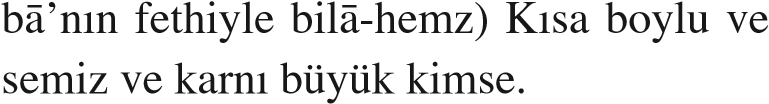 bā’nın fethiyle bilā-hemz) Kısa boylu ve
semiz ve karnı büyük kimse.